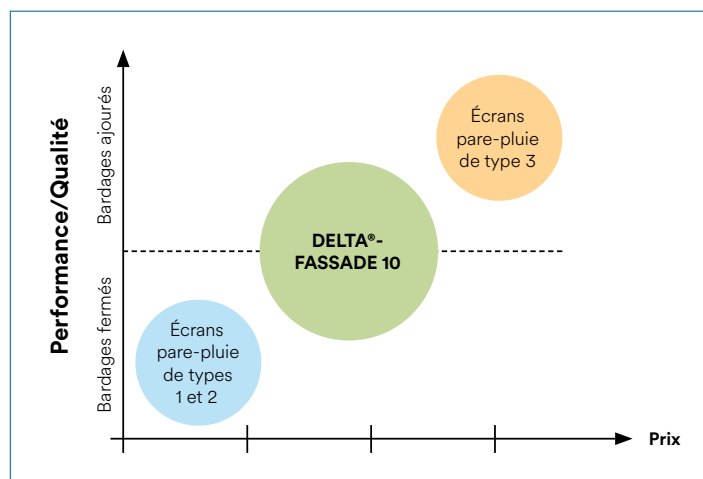 Performance/Qualité
Bardages ajourés
Bardages fermés
Écrans
pare-pluie
de type 3
DELTA®-
FASSADE 10
Écrans
pare-pluie
de types
1 et 2
Prix